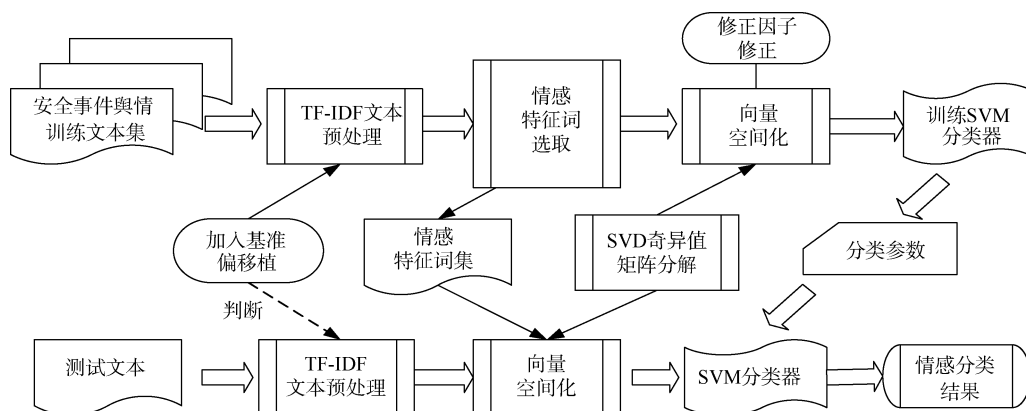 修正因子
修正
安全事件舆情
训练文本集
TF-IDF文本
预处理
情感
特征词
选取
向量
空间化
训练SVM
分类器
加入基准
偏移植
情感
特征词集
SVD奇异值
矩阵分解
分类参数
判断
测试文本
TF-IDF
文本预处理
向量
空间化
SVM分类器
情感分类
结果